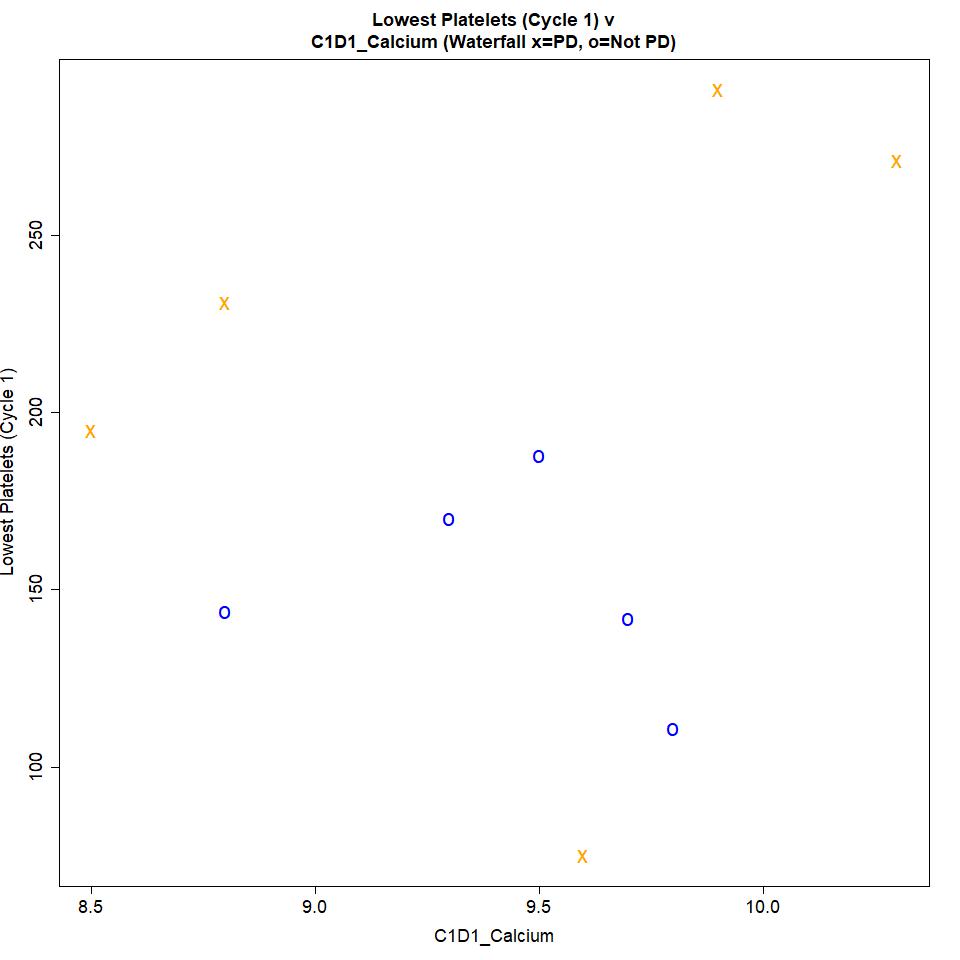 Lowest Platelets (Cycle 1) v
C1D1_Calcium (Waterfall x=PD, o=Not PD)
Lowest Platelets (Cycle 1)
250
200
150
100
X
X
X
X
O
O
O
O
O
X
8.5
9.0
9.5
10.0
C1D1_Calcium